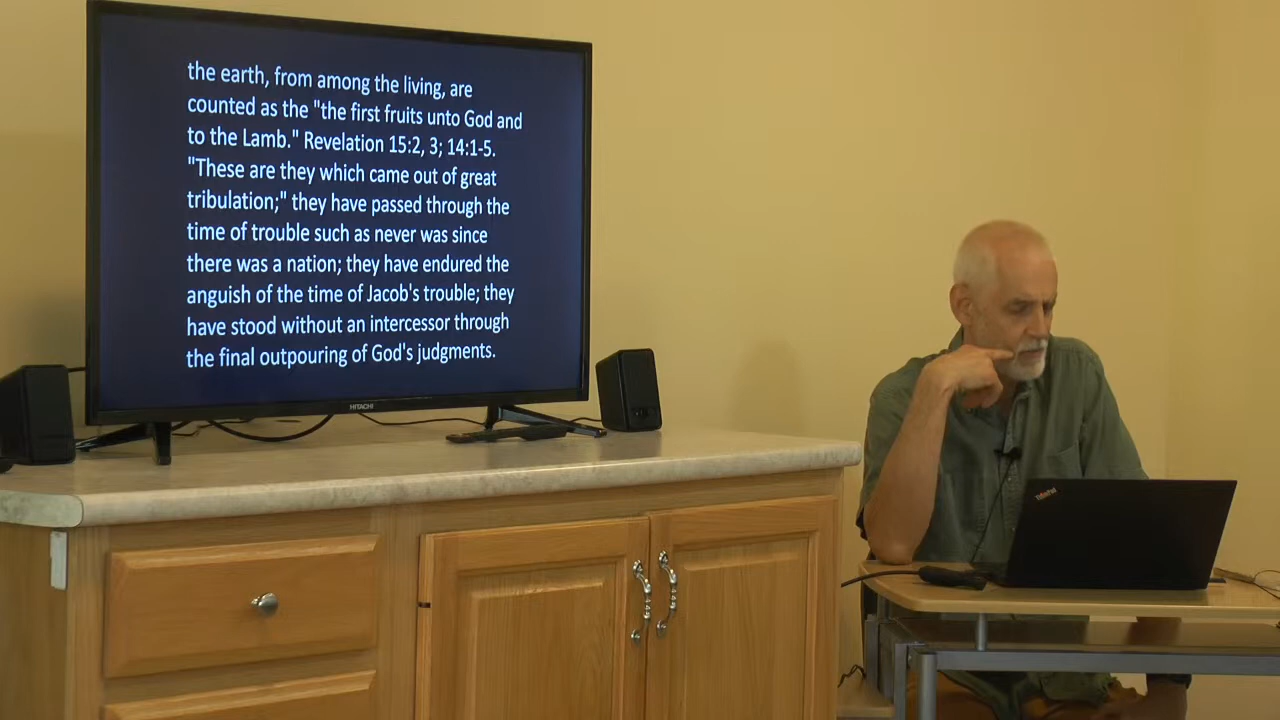 the earth, from among the living, are
counted as the "the first fruits unto God and
to the Lamb." Revelation 15:2, 3; 14:1-5.
"These are they which came out of great
tribulation;" they have passed through the
time of trouble such as never was since
there was a nation; they have endured the
anguish of the time of Jacob's trouble; they
have stood without an intercessor through
the final outpouring of God's judgments.
HITACHI
ThinkPad